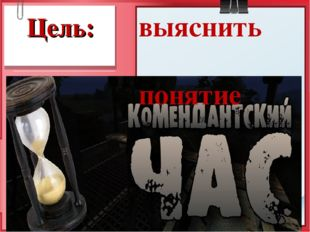 Цель:
выяснить
понятие
КОМЕНДАНТСКИЙ
ЧАС